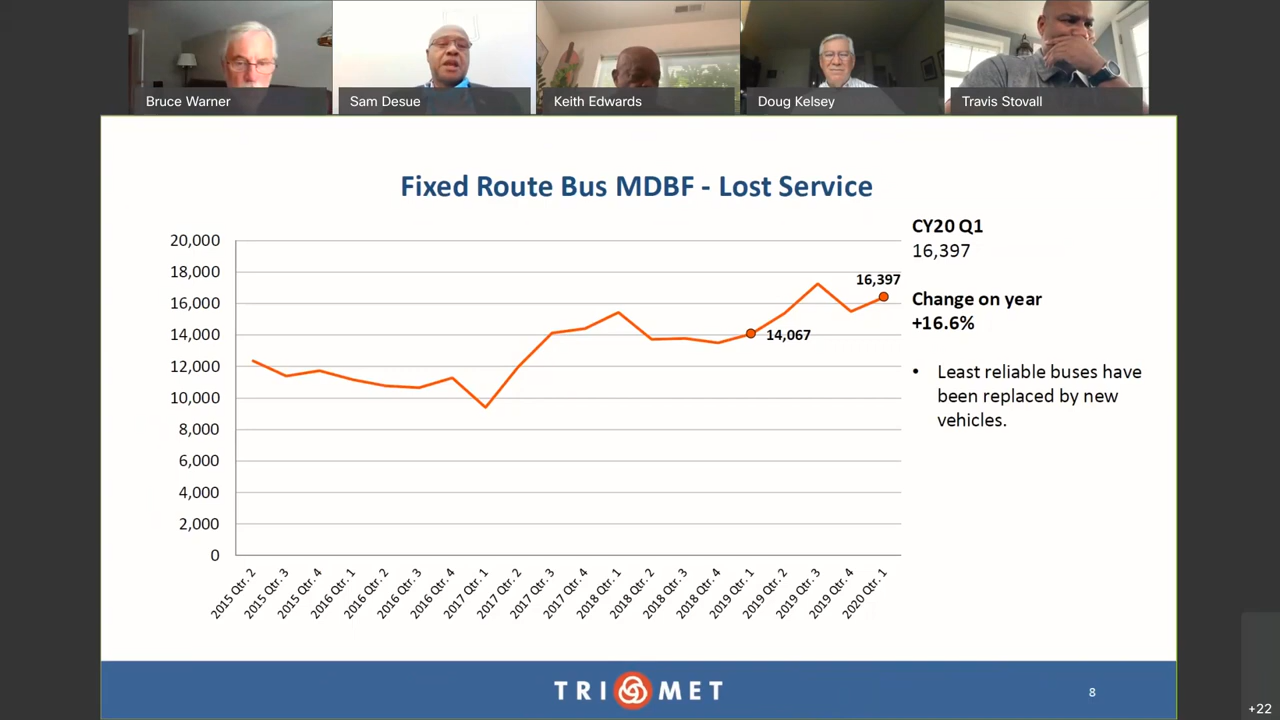 Bruce Warner
Sam Desue
Keith Edwards
Doug Kelsey
Travis Stovall
Fixed Route Bus MDBF - Lost Service
CY20 Q1
16,397
Change on year
+16.6%
• Least reliable buses have
been replaced by new
vehicles.
20,000
18,000
16,000
14,000
12,000
10,000
8,000
6,000
4,000
2,000
0
16,397
14,067
2015 Qtr. 2
2015 Qtr. 3
2015 Qtr. 4
2016 Qtr. 1
2016 Qtr. 2
2016 Qtr. 3
2016 Qtr. 4
2017 Qtr. 1
2017 Qtr. 2
2017 Qtr. 3
2017 Qtr. 4
2018 Qtr. 1
2018 Qtr. 2
2018 Qtr. 3
2018 Qtr. 4
2019 Qtr. 1
2019 Qtr. 2
2019 Qtr. 3
2019 Qtr. 4
2020 Qtr. 1
TRI MET
8
+22